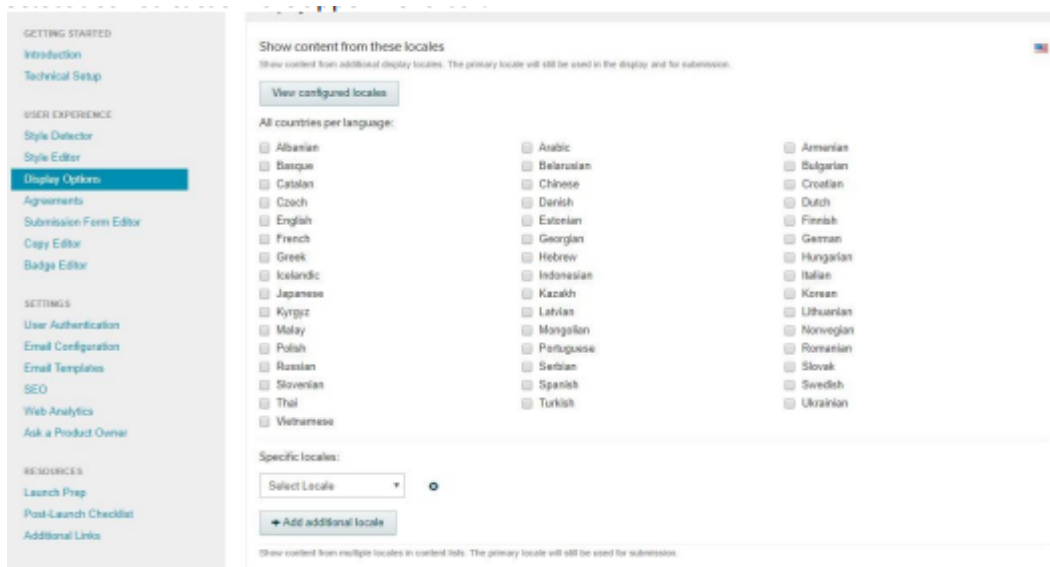 GETTING STARTED
Introduction
Technical Setup
USER EXPERIENCE
Style Detector
Style Editor
Display Options
Agreements
Submission Form Editor
Copy Editor
Badge Editor
SETTINGS
User Authentication
Email Configuration
Email Templates
SEO
Web Analytics
Ask a Product Owner
RESOURCES
Launch Prep
Post-Launch Checklist
Additional Links
Show content from these locales
Show content from additional display locales. The primary locale will still be used in the display and for submission.
View configured locales
All countries per language:
Albanian Arabic Armenian
Basque Belarusian Bulgarian
Catalan Chinese Croatian
Czech Danish Dutch
English Estonian Finnish
French Georgian German
Greek Hebrew Hungarian
Icelandic Indonesian Italian
Japanese Kazakh Korean
Kyrgyz Latvian Lithuanian
Malay Mongolian Norwegian
Polish Portuguese Romanian
Russian Serbian Slovak
Slovenian Spanish Swedish
Thai Turkish Ukrainian
Vietnamese
Specific locales:
Select Locale
+ Add additional locale
Show content from multiple locales in content lists. The primary locale will still be used for submission.